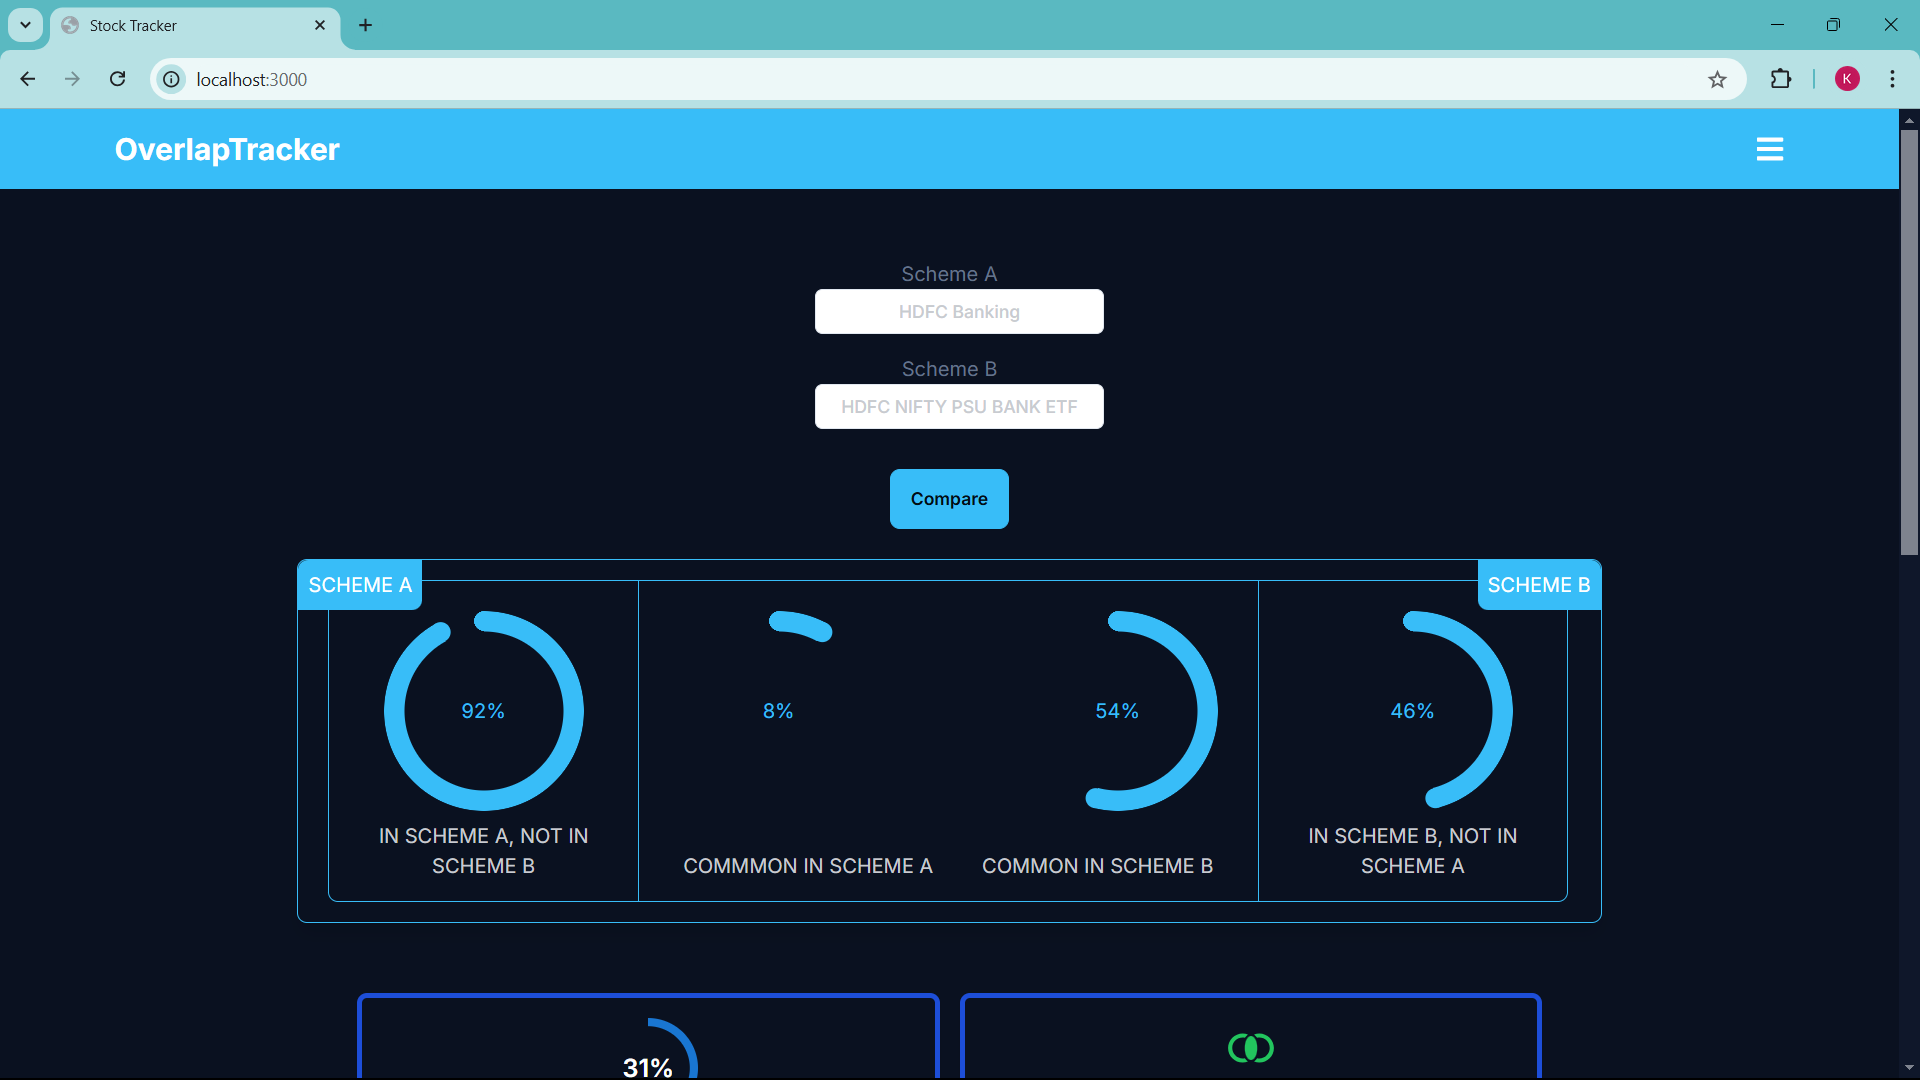 Stock Tracker
localhost:3000
K
OverlapTracker
Scheme A
HDFC Banking
Scheme B
HDFC NIFTY PSU BANK ETF
Compare
SCHEME A
SCHEME B
92%
8%
54%
46%
IN SCHEME A, NOT IN
SCHEME B
COMMMON IN SCHEME A
COMMON IN SCHEME B
IN SCHEME B, NOT IN
SCHEME A
31%